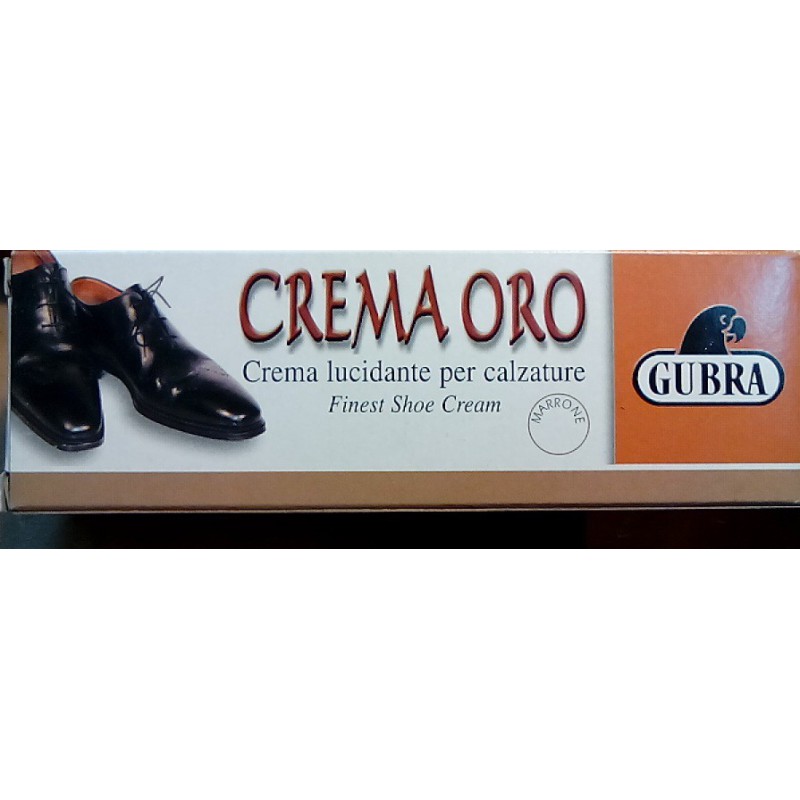 CREMA ORO
Crema lucidante per calzature
Finest Shoe Cream
MARRONE
GUBRA